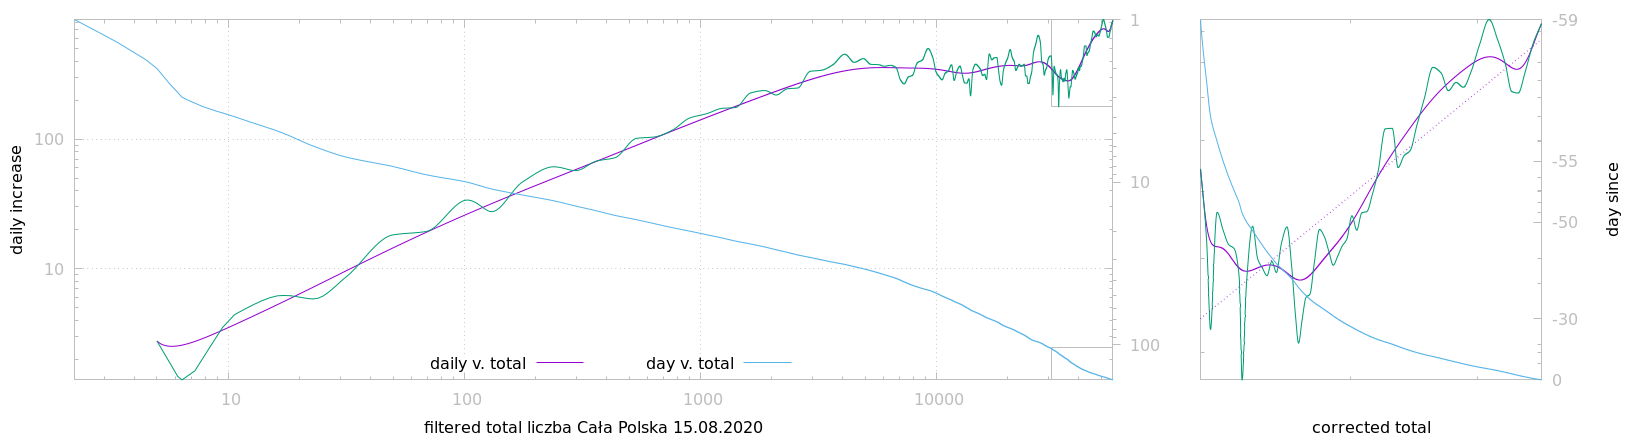 daily increase
100
10
daily v. total
day v. total
10
100
1000
10000
1
10
100
filtered total liczba Cała Polska 15.08.2020
-59
-55
-50
-30
0
day since
corrected total